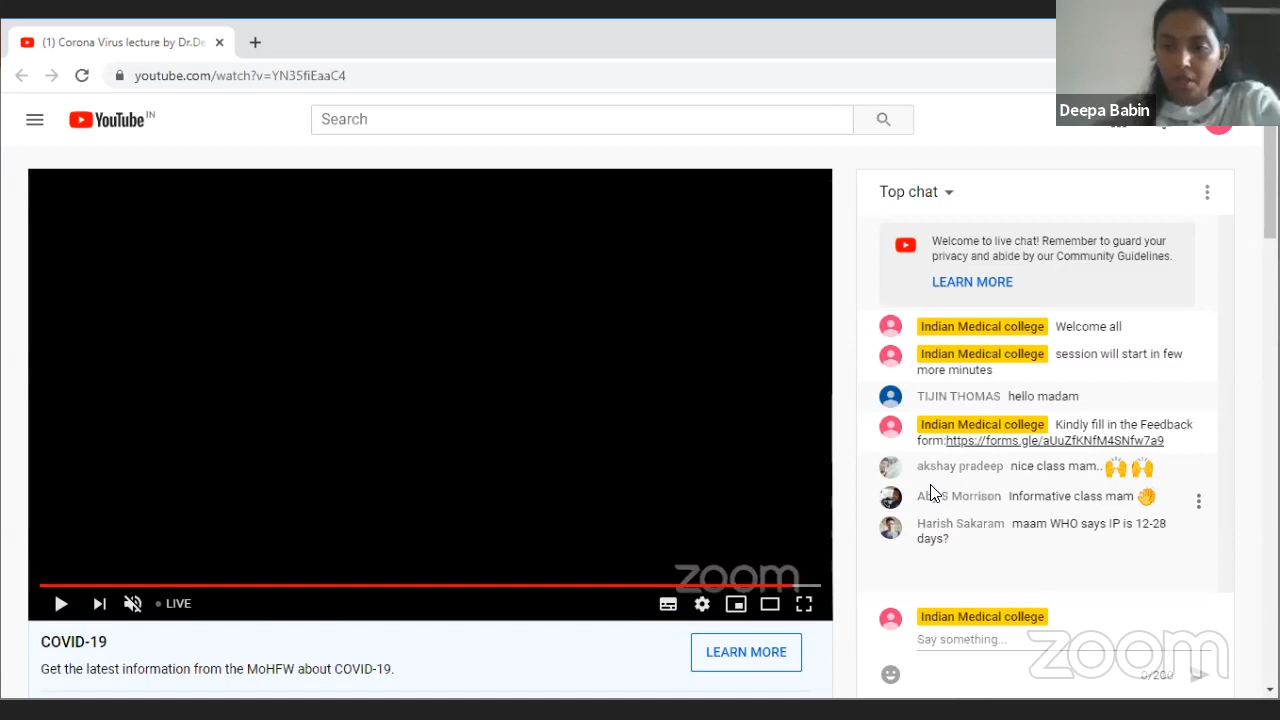 (1) Corona Virus lecture by Dr.De
youtube.com/watch?v=YN35fiEaaC4
Deepa Babin
YouTube IN
Search
Top chat
Welcome to live chat! Remember to guard your
privacy and abide by our Community Guidelines.
LEARN MORE
Indian Medical college Welcome all
Indian Medical college session will start in few
more minutes
TIJIN THOMAS hello madam
Indian Medical college Kindly fill in the Feedback
form:https://forms.gle/aUuZfKNfM4SNfw7a9
akshay pradeep nice class mam..
Morrison Informative class mam
Harish Sakaram maam WHO says IP is 12-28
days?
zoom
LIVE
Indian Medical college
Say something...
zoom
0/200
COVID-19
Get the latest information from the MoHFW about COVID-19.
LEARN MORE